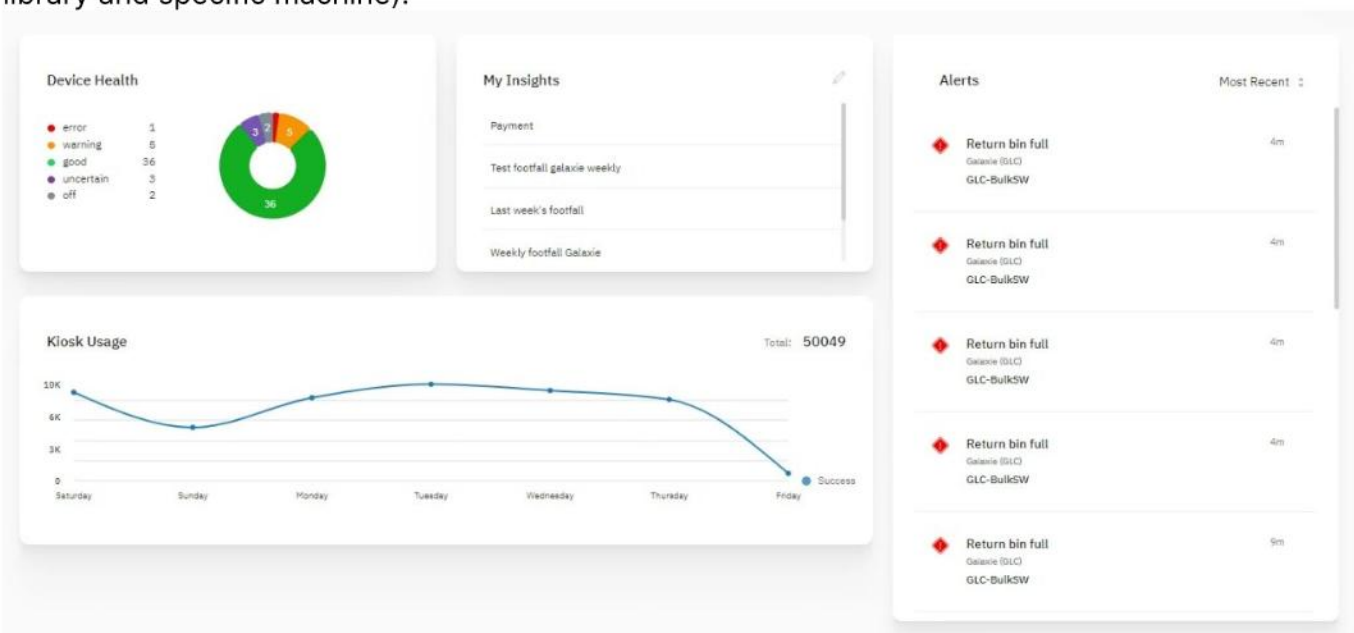 library and specific machine).
Device Health
error 1
warning 5
good 36
uncertain 3
off 2
3 2 5
36
My Insights
Payment
Test footfall galaxie weekly
Last week's footfall
Weekly footfall Galaxie
Kiosk Usage
Total: 50049
10K
6K
3K
0
Saturday Sunday Monday Tuesday Wednesday Thursday Friday
Success
Alerts
Most Recent
Return bin full 4m
Galaxie (GLC)
GLC-BulkSW
Return bin full 4m
Galaxie (GLC)
GLC-BulkSW
Return bin full 4m
Galaxie (GLC)
GLC-BulkSW
Return bin full 4m
Galaxie (GLC)
GLC-BulkSW
Return bin full 9m
Galaxie (GLC)
GLC-BulkSW